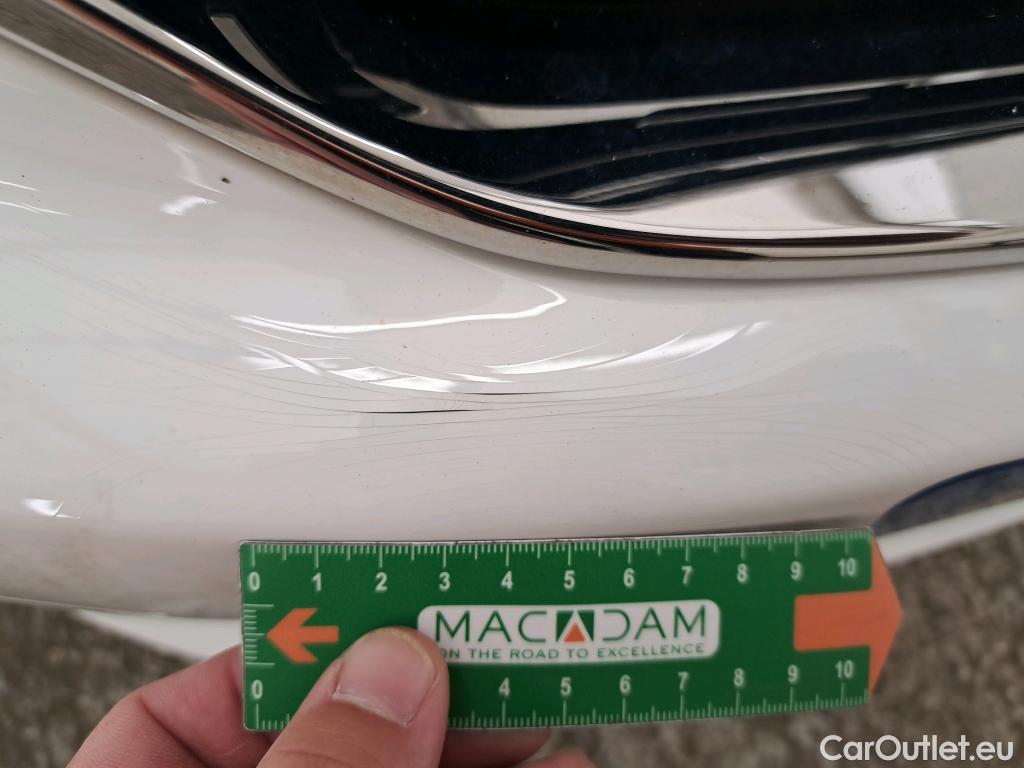 0 1 2 3 4 5 6 7 8 9 10
MACADAM
ON THE ROAD TO EXCELLENCE
0 4 5 6 7 8 9 10
CarOutlet.eu